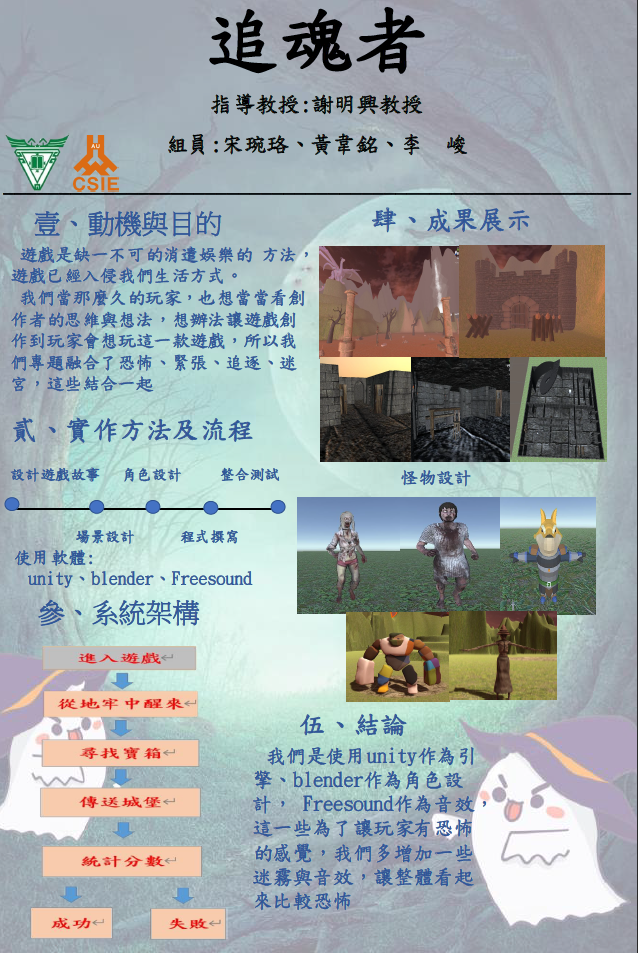 追魂者
指導教授:謝明興教授
組員:宋琬珞、黃韋銘、李 峻
AU
CSIE
壹、動機與目的
遊戲是缺一不可的消遣娛樂的 方法，
遊戲已經入侵我們生活方式。
我們當那麼久的玩家，也想當當看創
作者的思維與想法，想辦法讓遊戲創
作到玩家會想玩這一款遊戲，所以我
們專題融合了恐怖、緊張、追逐、迷
宮，這些結合一起
貳、實作方法及流程
設計遊戲故事 角色設計 整合測試
場景設計 程式撰寫
使用軟體:
unity、blender、Freesound
參、系統架構
進入遊戲↵
從地牢中醒來↵
尋找寶箱↵
傳送城堡↵
統計分數↵
成功↵ 失敗↵
肆、成果展示
怪物設計
伍、結論
我們是使用unity作為引
擎、blender作為角色設
計， Freesound作為音效，
這一些為了讓玩家有恐怖
的感覺，我們多增加一些
迷霧與音效，讓整體看起
來比較恐怖